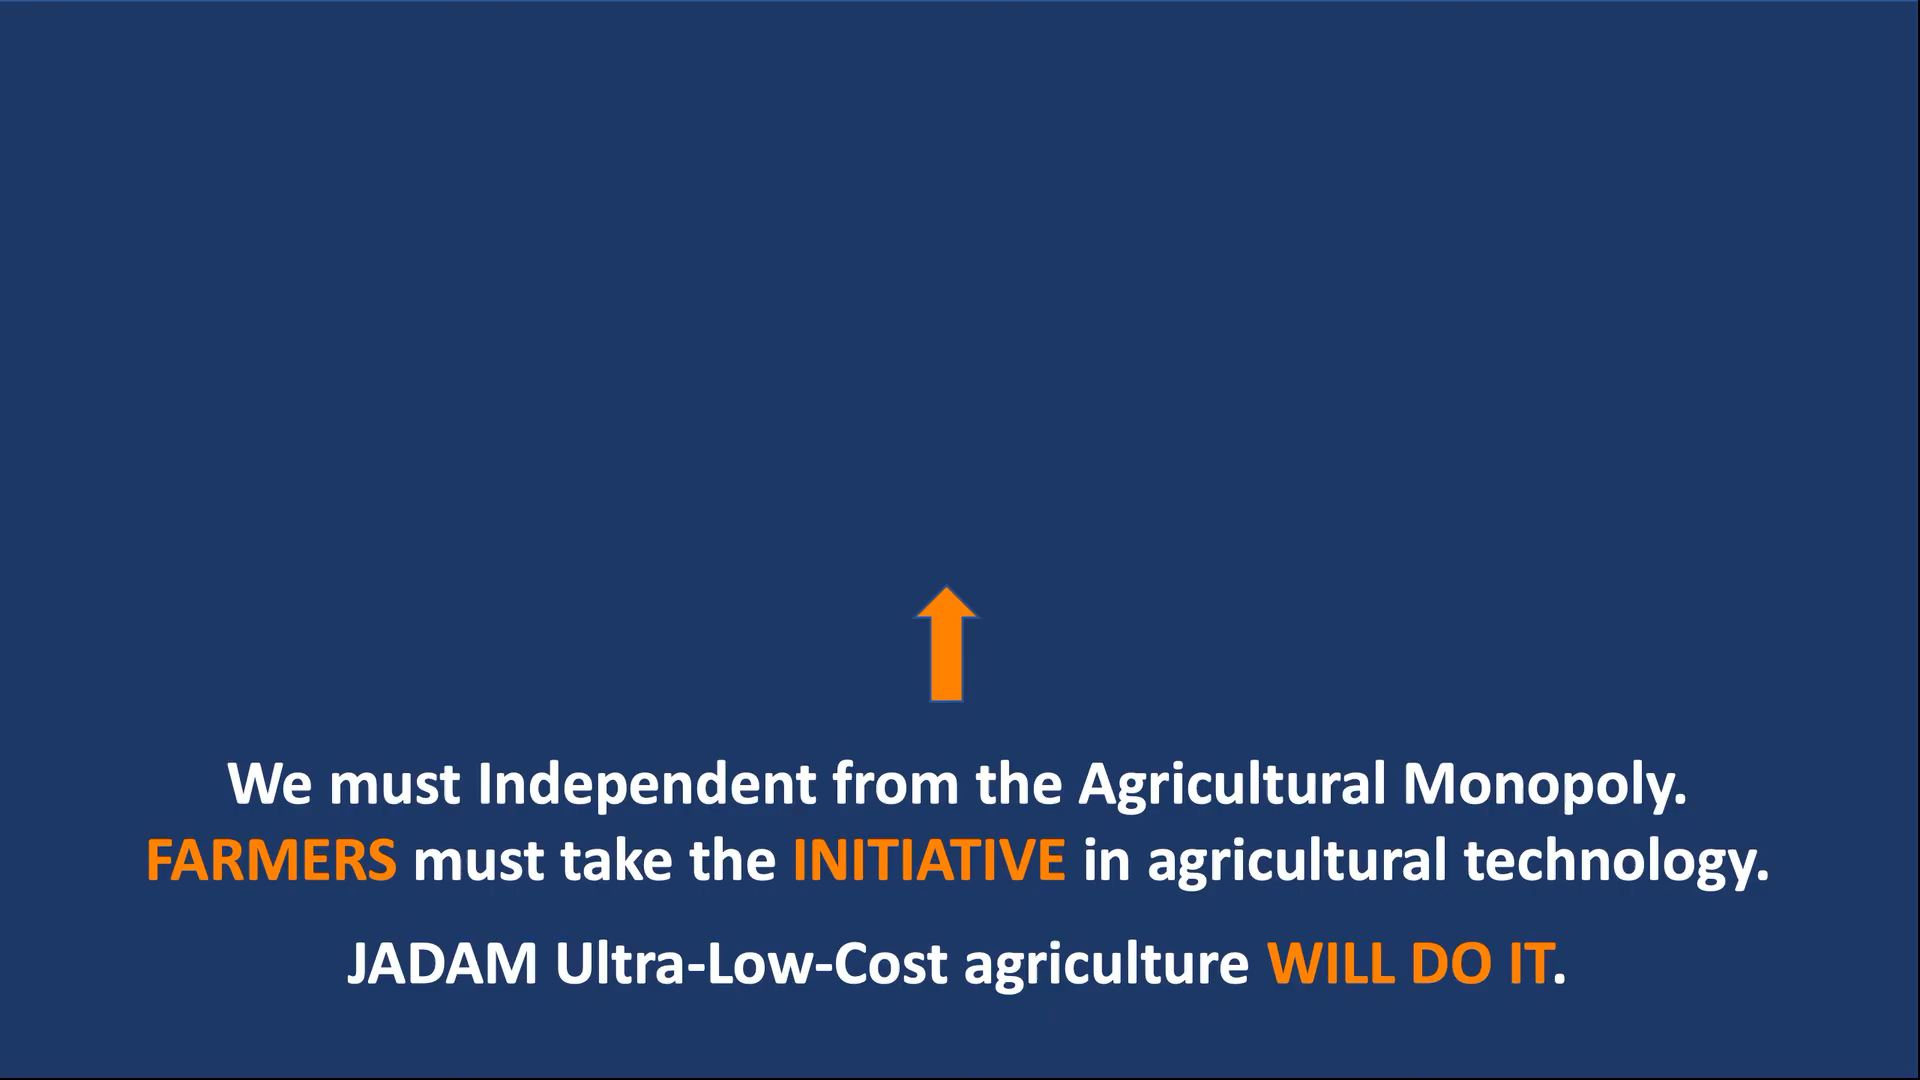 We must Independent from the Agricultural Monopoly.
FARMERS must take the INITIATIVE in agricultural technology.
JADAM Ultra-Low-Cost agriculture WILL DO IT.